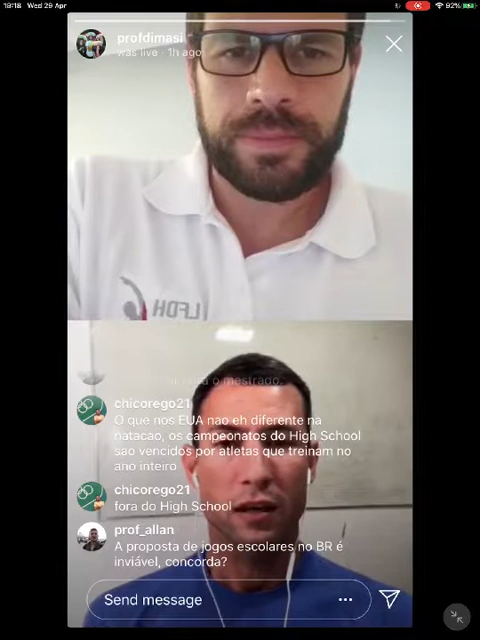 19:18 Wed 29 Apr
92%
profdimasi
was live · 1h ago
LFDH
o mestrado.
chicorego21
O que nos EUA nao eh diferente na
natacao, os campeonatos do High School
sao vencidos por atletas que treinam no
ano inteiro
chicorego21
fora do High School
prof_allan
A proposta de jogos escolares no BR é
inviável, concorda?
Send message